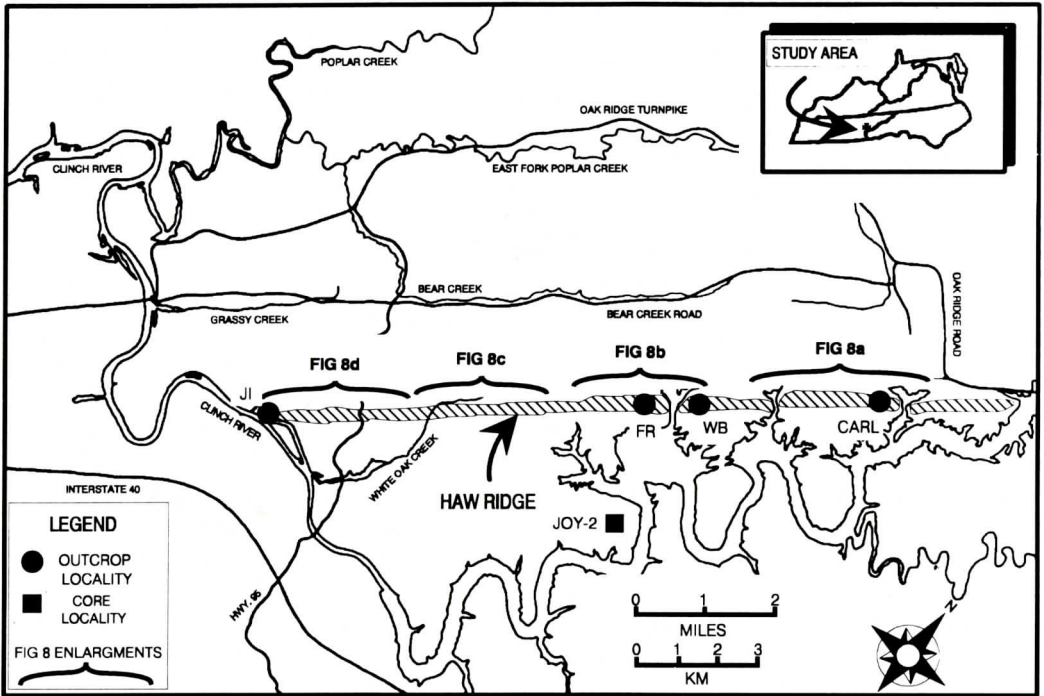 POPLAR CREEK
STUDY AREA
OAK RIDGE TURNPIKE
CLINCH RIVER
EAST FORK POPLAR CREEK
BEAR CREEK
GRASSY CREEK
BEAR CREEK ROAD
OAK RIDGE ROAD
FIG 8d
FIG 8c
FIG 8b
FIG 8a
JI
CLINCH RIVER
FR
WB
CARL
WHITE OAK CREEK
HAW RIDGE
INTERSTATE 40
JOY-2
HWY. 95
LEGEND
OUTCROP
LOCALITY
CORE
LOCALITY
FIG 8 ENLARGMENTS
0 1 2
MILES
0 1 2 3
KM
N